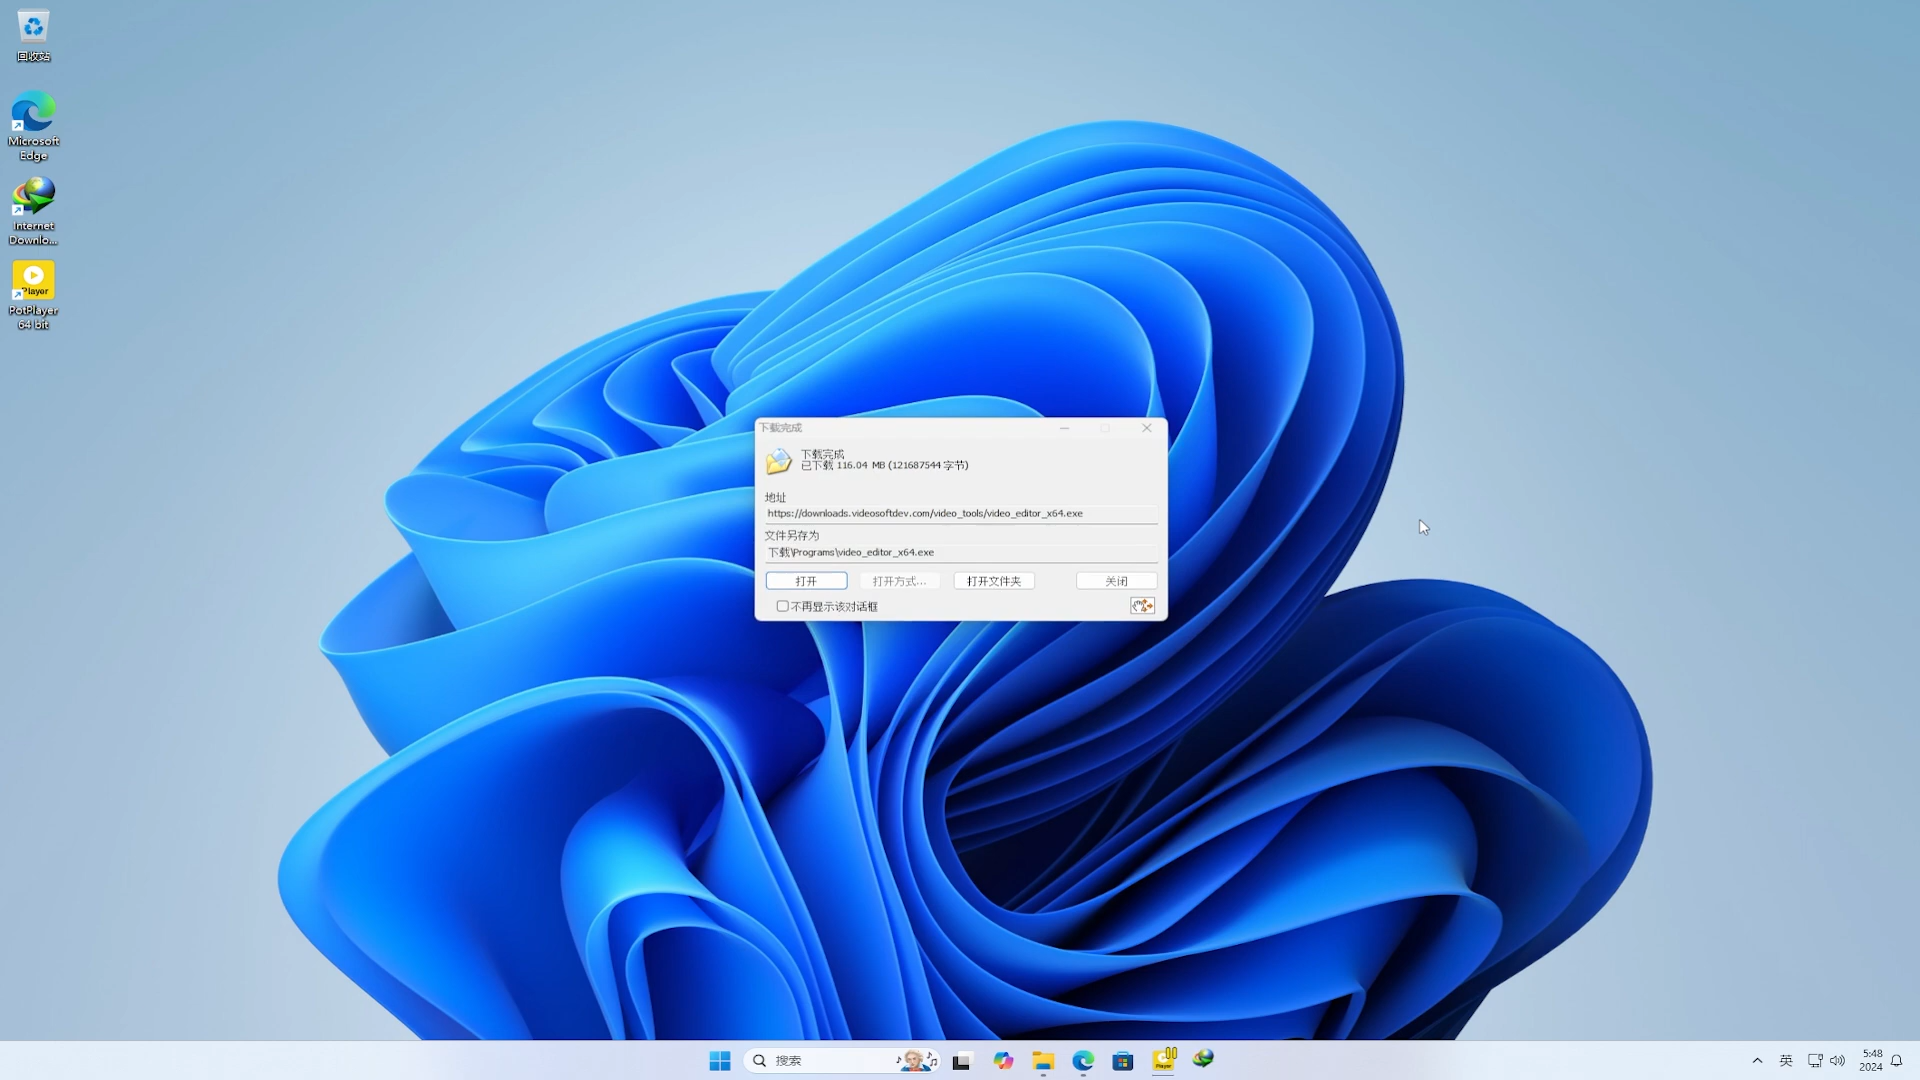 回收站
Microsoft
Edge
Internet
Downlo...
Player
PotPlayer
64 bit
下载完成
下载完成
已下载 116.04 MB (121687544 字节)
地址
https://downloads.videosoftdev.com/video_tools/video_editor_x64.exe
文件另存为
下载\Programs\video_editor_x64.exe
打开
打开方式...
打开文件夹
关闭
不再显示该对话框
搜索
Player
英
5:48
2024